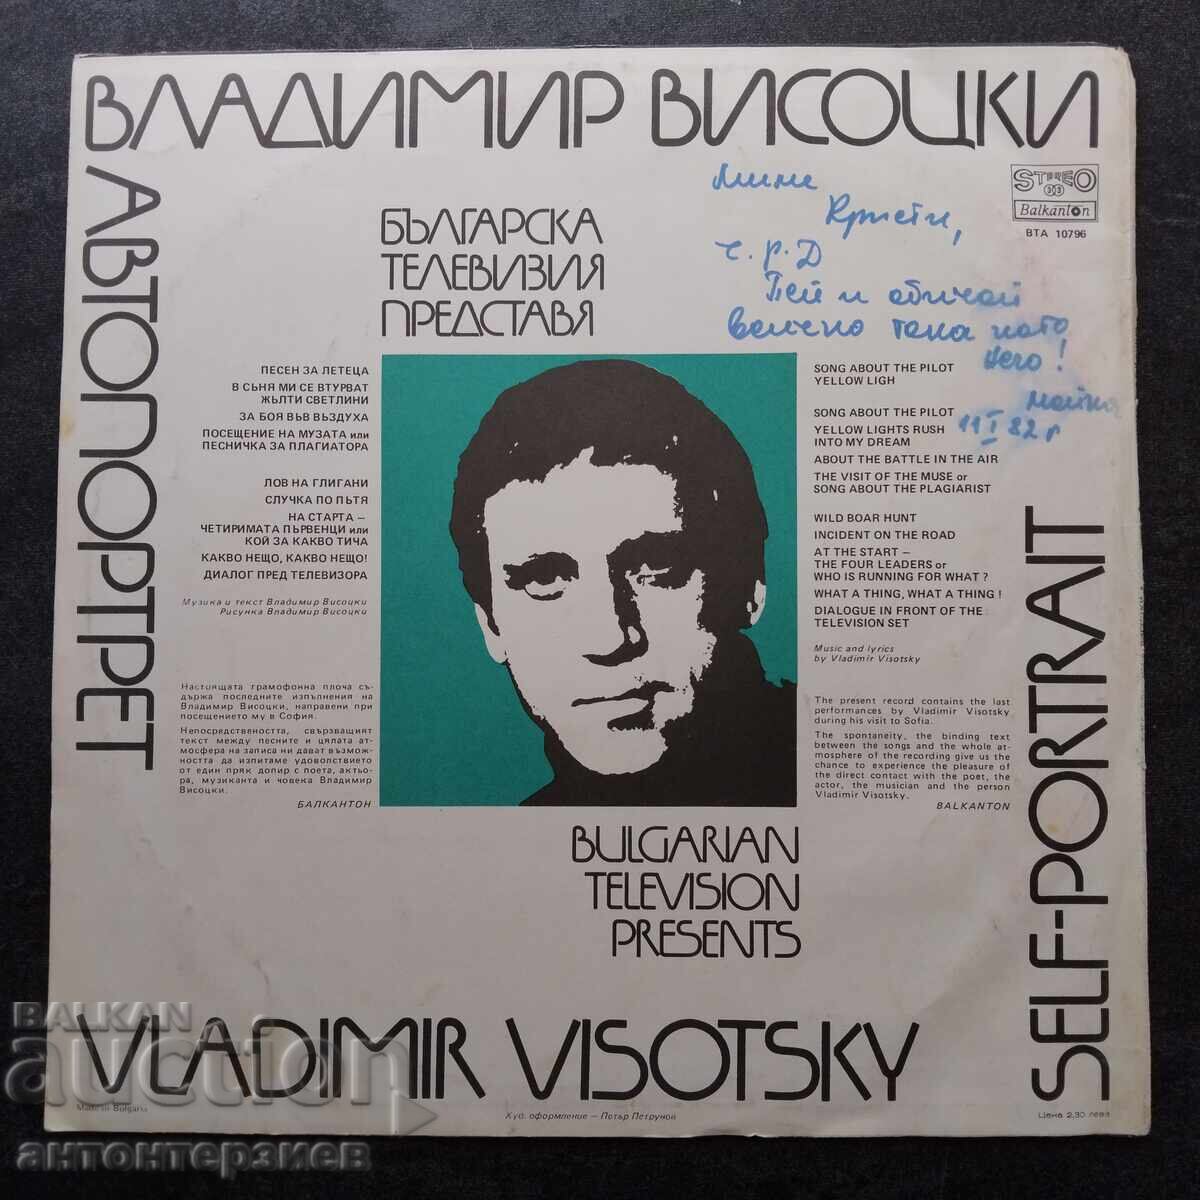 ВЛАДИМИР ВИСОЦКИ
АВТОПОРТРЕТ
БЪЛГАРСКА
ТЕЛЕВИЗИЯ
ПРЕДСТАВЯ
STEREO
33
Balkanton
BTA 10796
Мими
Кристи,
Ч.Р.Д
Пей и обичай
вечно така като
него!
майка
11 I 82 г
ПЕСЕН ЗА ЛЕТЕЦА
В СЪНЯ МИ СЕ ВТУРВАТ
ЖЪЛТИ СВЕТЛИНИ
ЗА БОЯ ВЪВ ВЪЗДУХА
ПОСЕЩЕНИЕ НА МУЗАТА или
ПЕСНИЧКА ЗА ПЛАГИАТОРА
ЛОВ НА ГЛИГАНИ
СЛУЧКА ПО ПЪТЯ
НА СТАРТА –
ЧЕТИРИМАТА ПЪРВЕНЦИ или
КОЙ ЗА КАКВО ТИЧА
КАКВО НЕЩО, КАКВО НЕЩО!
ДИАЛОГ ПРЕД ТЕЛЕВИЗОРА
Музика и текст Владимир Висоцки
Рисунка Владимир Висоцки
Настоящата грамофонна плоча съ-
държа последните изпълнения на
Владимир Висоцки, направени при
посещението му в София.
Непосредствеността, свързващият
текст между песните и цялата ат-
мосфера на записа ни дават възмож-
ността да изпитаме удоволствието
от един пряк допир с поета, актьо-
ра, музиканта и човека Владимир
Висоцки.
БАЛКАНТОН
SONG ABOUT THE PILOT
YELLOW LIGH
SONG ABOUT THE PILOT
YELLOW LIGHTS RUSH
INTO MY DREAM
ABOUT THE BATTLE IN THE AIR
THE VISIT OF THE MUSE or
SONG ABOUT THE PLAGIARIST
WILD BOAR HUNT
INCIDENT ON THE ROAD
AT THE START –
THE FOUR LEADERS or
WHO IS RUNNING FOR WHAT?
WHAT A THING, WHAT A THING!
DIALOGUE IN FRONT OF THE
TELEVISION SET
Music and lyrics
by Vladimir Visotsky
The present record contains the last
performances by Vladimir Visotsky
during his visit to Sofia.
The spontaneity, the binding text
between the songs and the whole at-
mosphere of the recording give us the
chance to experience the pleasure of
the direct contact with the poet, the
actor, the musician and the person
Vladimir Visotsky.
BALKANTON
BULGARIAN
TELEVISION
PRESENTS
SELF-PORTRAIT
VLADIMIR VISOTSKY
Made in Bulgaria
Худ. оформление – Петър Петрунов
Цена 2,30 лева
BALKAN
auction
антонтерзиев